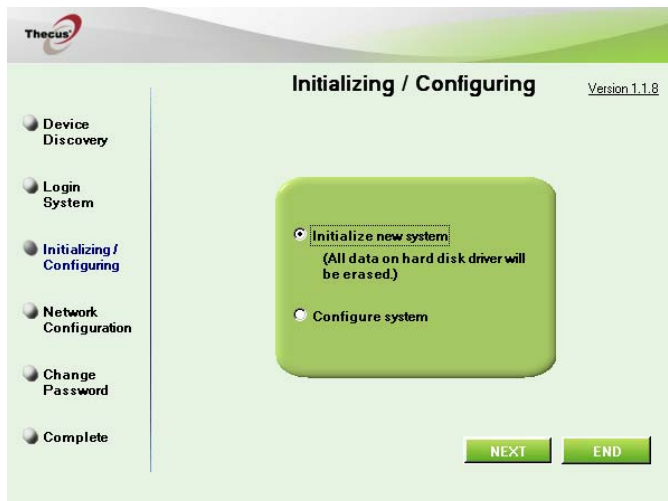 Thecus
Initializing / Configuring
Version 1.1.8
Device
Discovery
Login
System
Initializing /
Configuring
Network
Configuration
Change
Password
Complete
Initialize new system
(All data on hard disk driver will
be erased.)
Configure system
NEXT
END